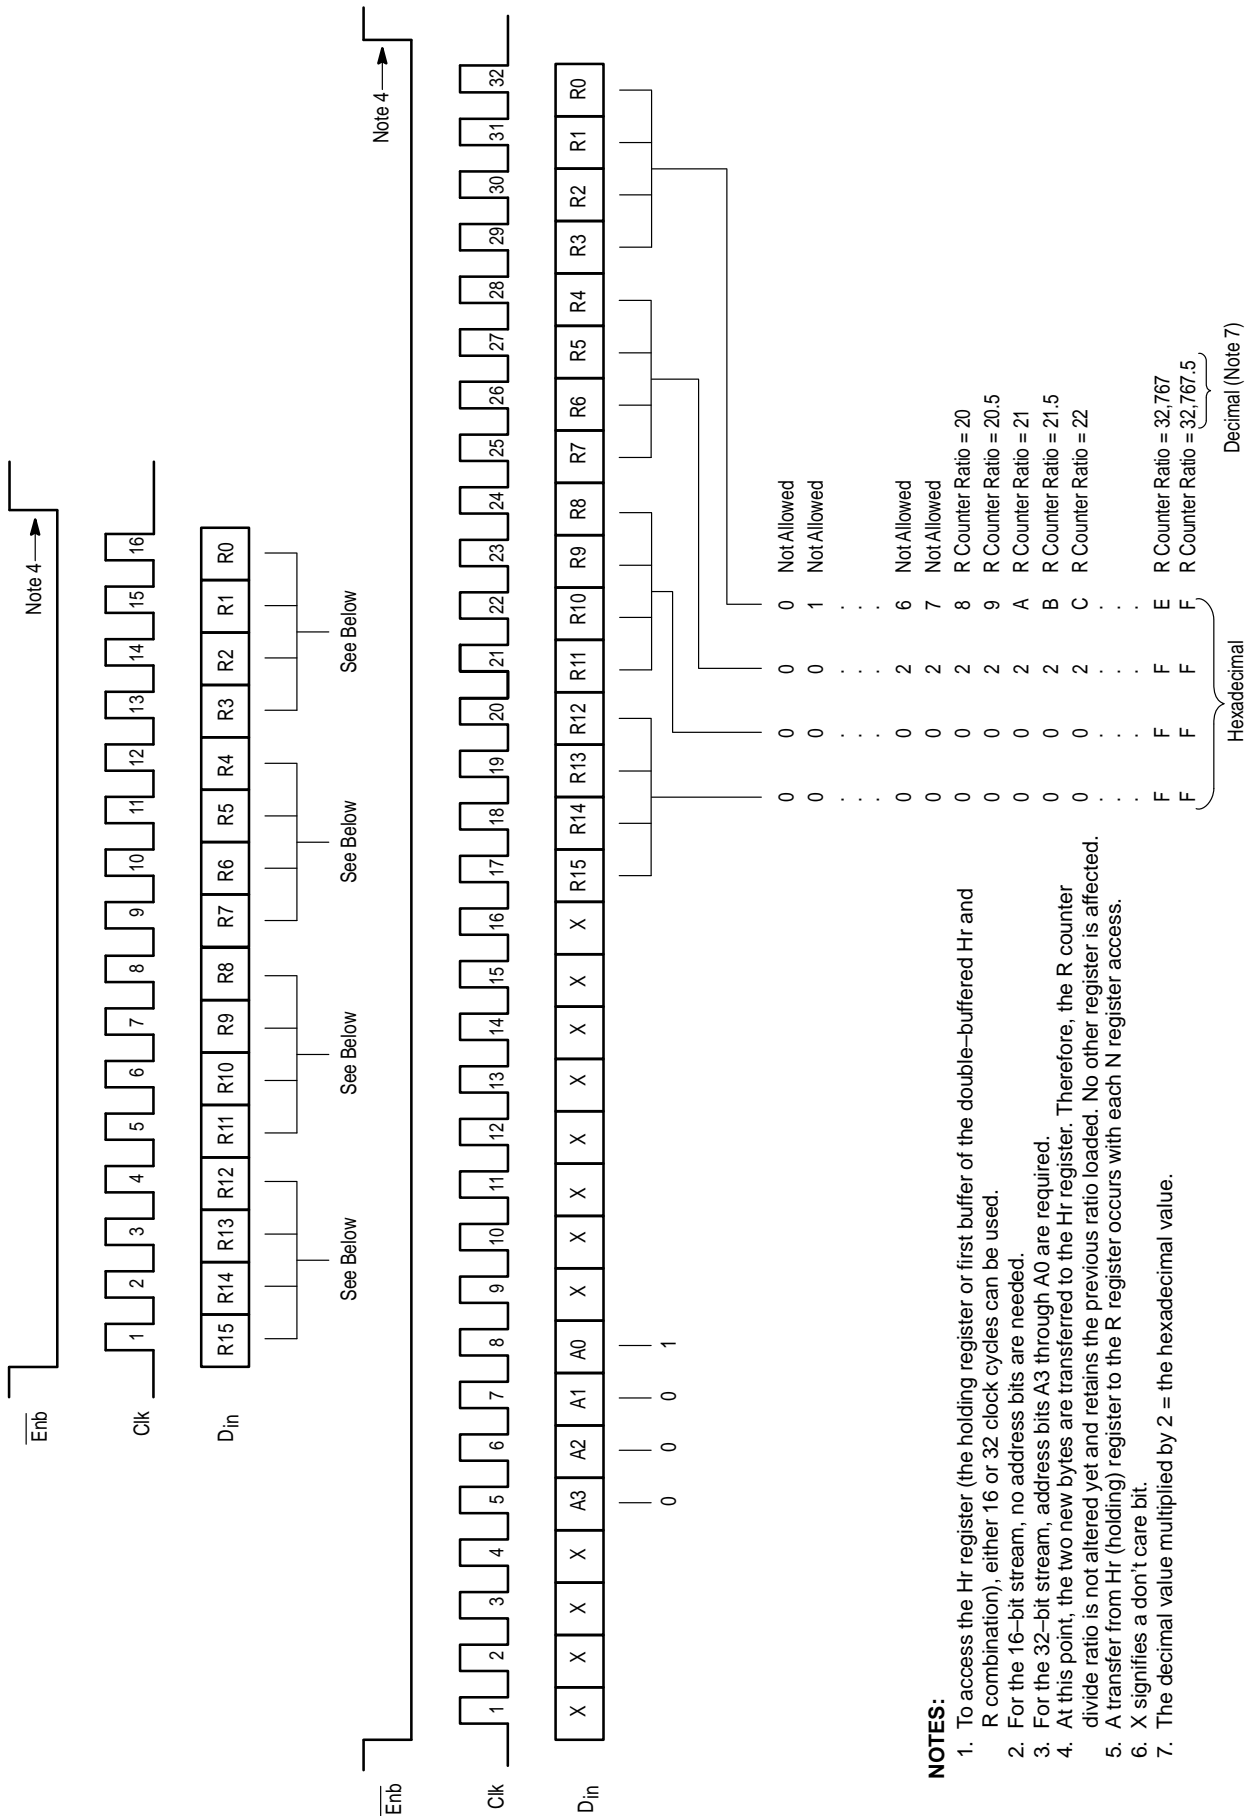 Enb
Note 4
Clk
1 2 3 4 5 6 7 8 9 10 11 12 13 14 15 16
Din
R15 R14 R13 R12 R11 R10 R9 R8 R7 R6 R5 R4 R3 R2 R1 R0
See Below See Below See Below See Below
Enb
Note 4
Clk
1 2 3 4 5 6 7 8 9 10 11 12 13 14 15 16 17 18 19 20 21 22 23 24 25 26 27 28 29 30 31 32
Din
X X X X A3 A2 A1 A0 X X X X X X X X R15 R14 R13 R12 R11 R10 R9 R8 R7 R6 R5 R4 R3 R2 R1 R0
0 0 0 1
0 0 0 0 Not Allowed
0 0 0 1 Not Allowed
. . . .
. . . .
. . . .
0 0 2 6 Not Allowed
0 0 2 7 Not Allowed
0 0 2 8 R Counter Ratio = 20
0 0 2 9 R Counter Ratio = 20.5
0 0 2 A R Counter Ratio = 21
0 0 2 B R Counter Ratio = 21.5
0 0 2 C R Counter Ratio = 22
. . . .
. . . .
. . . .
F F F E R Counter Ratio = 32,767
F F F F R Counter Ratio = 32,767.5
Hexadecimal
Decimal (Note 7)
NOTES:
1. To access the Hr register (the holding register or first buffer of the double–buffered Hr and
R combination), either 16 or 32 clock cycles can be used.
2. For the 16–bit stream, no address bits are needed.
3. For the 32–bit stream, address bits A3 through A0 are required.
4. At this point, the two new bytes are transferred to the Hr register. Therefore, the R counter
divide ratio is not altered yet and retains the previous ratio loaded. No other register is affected.
5. A transfer from Hr (holding) register to the R register occurs with each N register access.
6. X signifies a don't care bit.
7. The decimal value multiplied by 2 = the hexadecimal value.